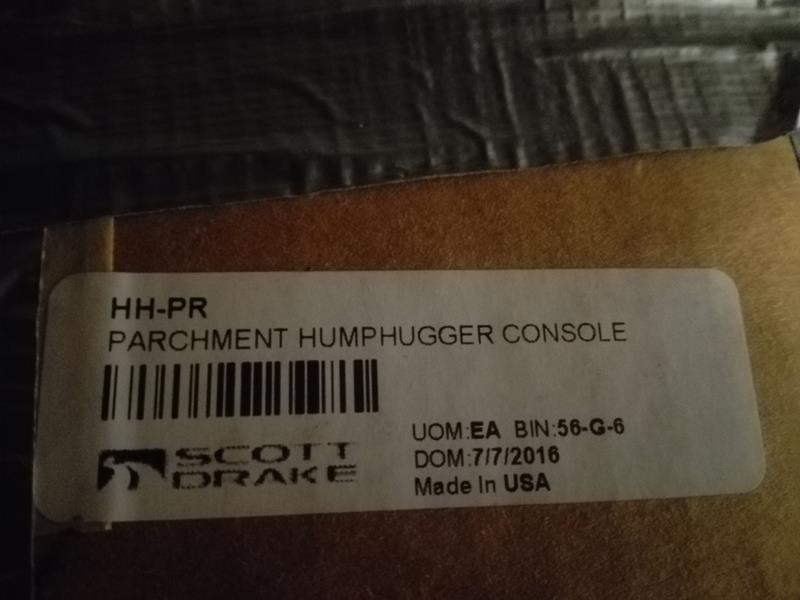 HH-PR
PARCHMENT HUMPHUGGER CONSOLE
SCOTT
DRAKE
UOM:EA BIN:56-G-6
DOM:7/7/2016
Made In USA